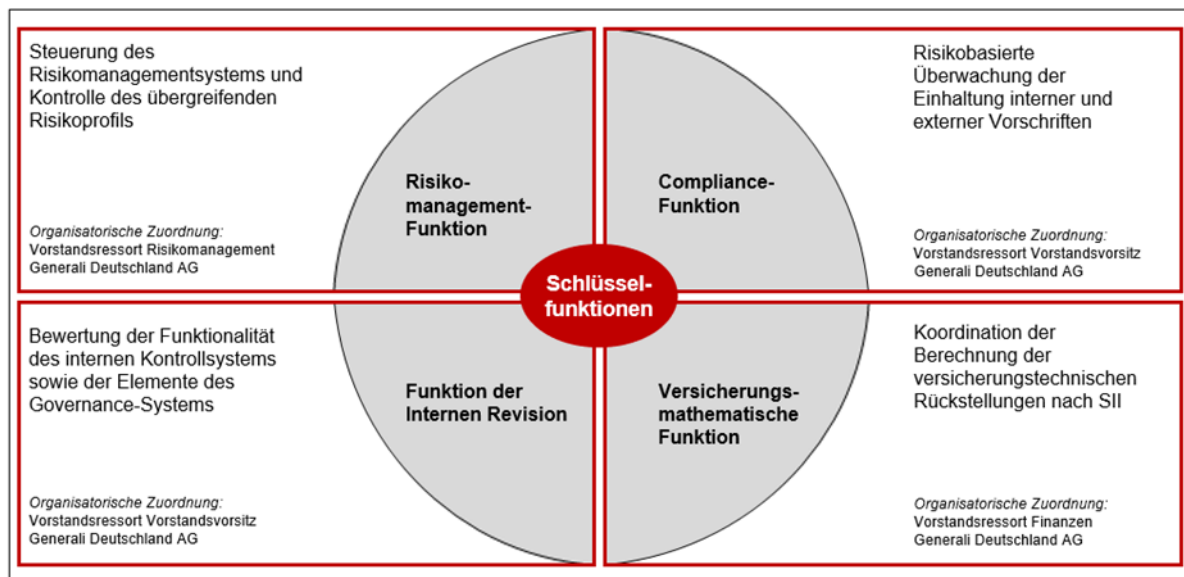 Steuerung des
Risikomanagementsystems und
Kontrolle des übergreifenden
Risikoprofils
Organisatorische Zuordnung:
Vorstandsressort Risikomanagement
Generali Deutschland AG
Risiko-
management-
Funktion
Compliance-
Funktion
Risikobasierte
Überwachung der
Einhaltung interner und
externer Vorschriften
Organisatorische Zuordnung:
Vorstandsressort Vorstandsvorsitz
Generali Deutschland AG
Schlüssel-
funktionen
Bewertung der Funktionalität
des internen Kontrollsystems
sowie der Elemente des
Governance-Systems
Organisatorische Zuordnung:
Vorstandsressort Vorstandsvorsitz
Generali Deutschland AG
Funktion der
Internen Revision
Versicherungs-
mathematische
Funktion
Koordination der
Berechnung der
versicherungstechnischen
Rückstellungen nach SII
Organisatorische Zuordnung:
Vorstandsressort Finanzen
Generali Deutschland AG